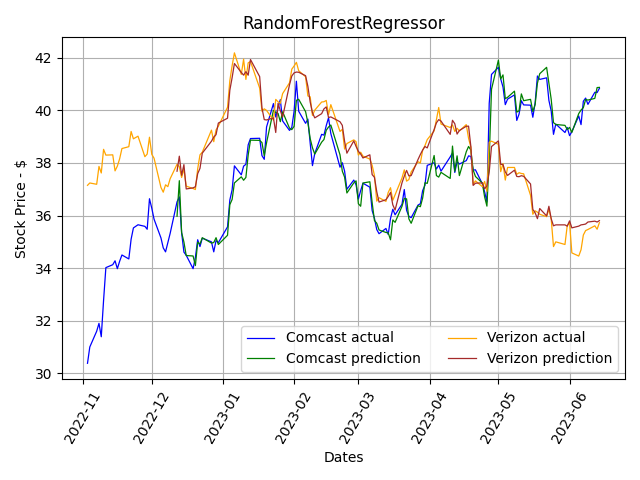 RandomForestRegressor
Stock Price - $
42
40
38
36
34
32
30
Comcast actual
Comcast prediction
Verizon actual
Verizon prediction
2022-11
2022-12
2023-01
2023-02
2023-03
2023-04
2023-05
2023-06
Dates